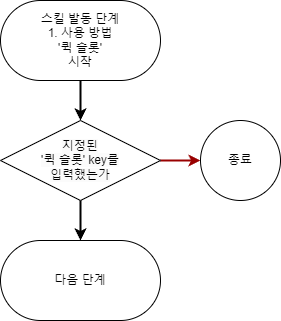 스킬 발동 단계
1. 사용 방법
'퀵 슬롯'
시작
지정된
'퀵 슬롯' key를
입력했는가
종료
다음 단계